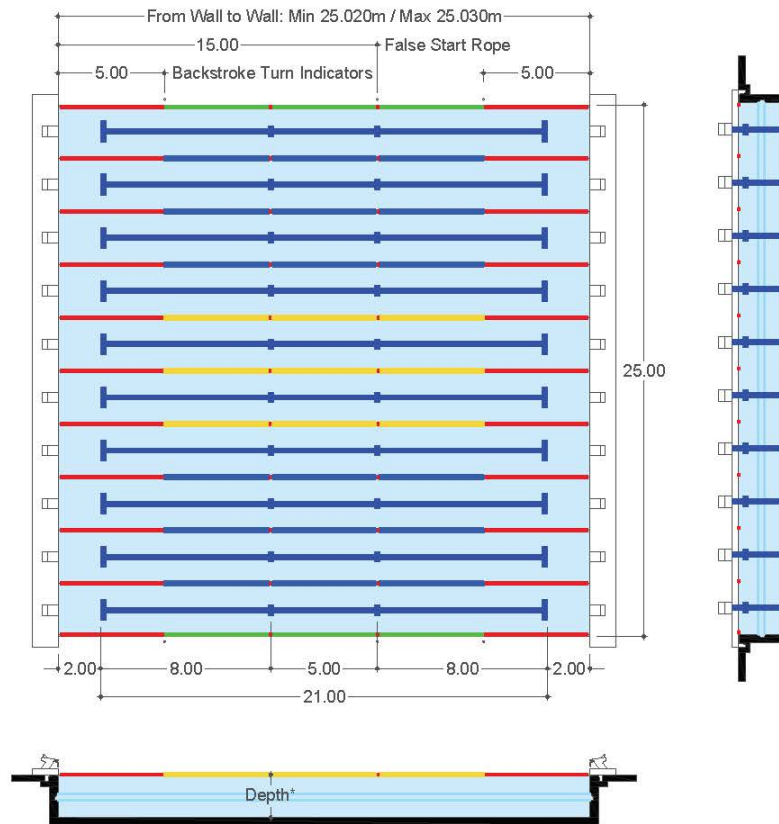 From Wall to Wall: Min 25.020m / Max 25.030m
15.00 False Start Rope
5.00 Backstroke Turn Indicators 5.00
25.00
2.00 8.00 5.00 8.00 2.00
21.00
Depth*